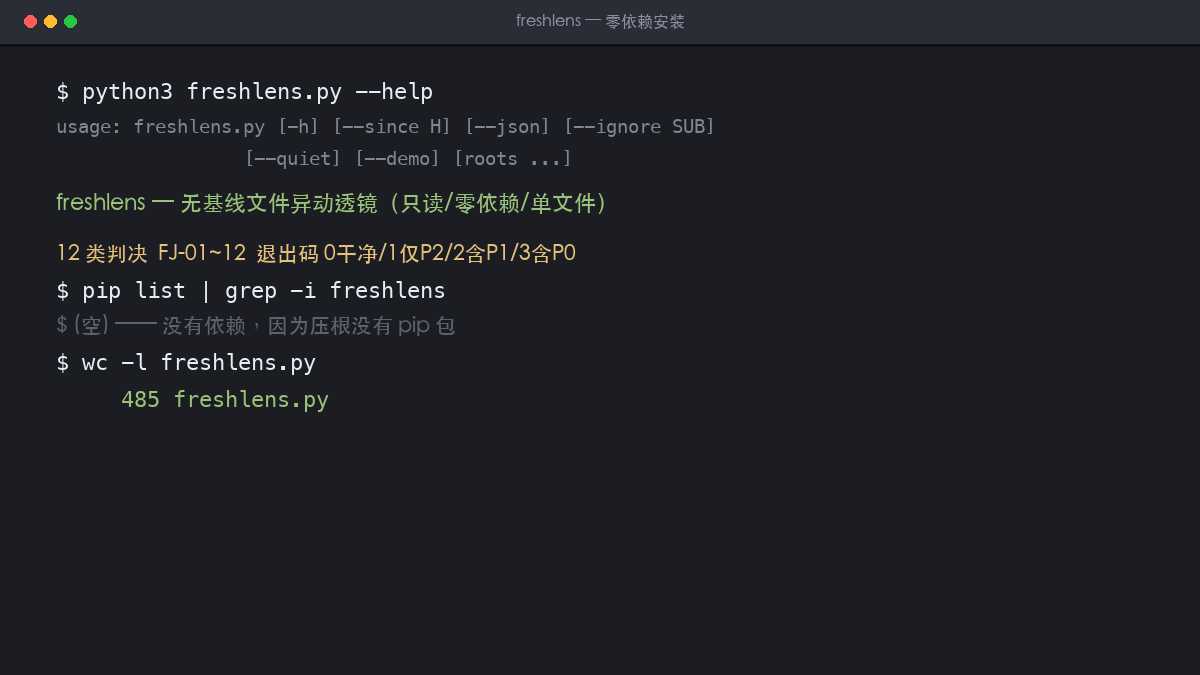 freshlens — 零依赖安装
$ python3 freshlens.py --help
usage: freshlens.py [-h] [--since H] [--json] [--ignore SUB]
[--quiet] [--demo] [roots ...]
freshlens — 无基线文件异动透镜（只读/零依赖/单文件）
12 类判决  FJ-01~12  退出码 0干净/1仅P2/2含P1/3含P0
$ pip list | grep -i freshlens
$ (空) —— 没有依赖，因为压根没有 pip 包
$ wc -l freshlens.py
485 freshlens.py